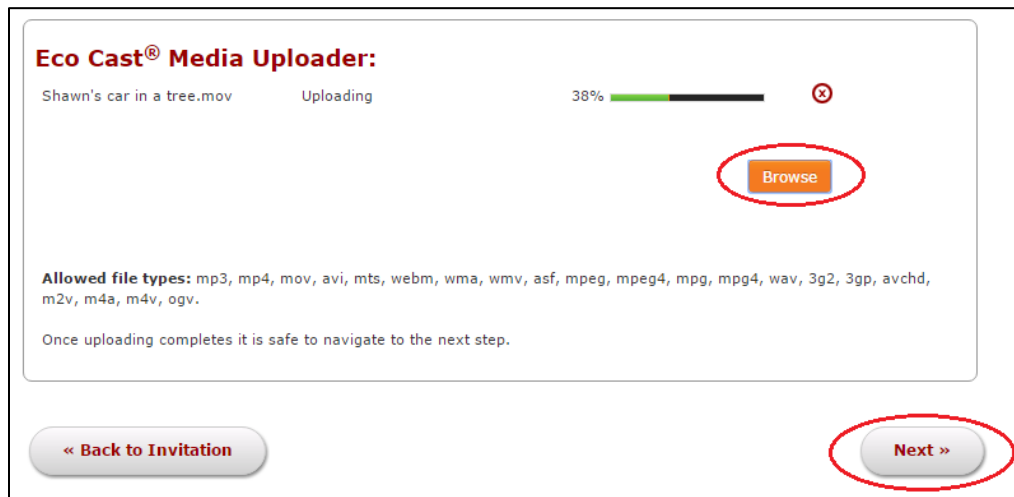 Eco Cast® Media Uploader:
Shawn's car in a tree.mov Uploading 38%
Browse
Allowed file types: mp3, mp4, mov, avi, mts, webm, wma, wmv, asf, mpeg, mpeg4, mpg, mpg4, wav, 3g2, 3gp, avchd,
m2v, m4a, m4v, ogv.
Once uploading completes it is safe to navigate to the next step.
« Back to Invitation Next »